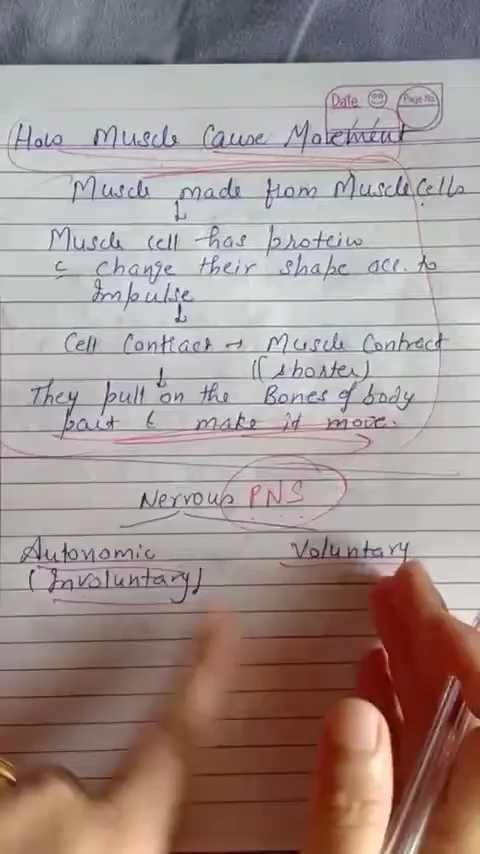 Date Page No
How Muscle Cause Movement
Muscle made from Muscle Cells
↓
Muscle cell has protein
c change their shape acc. to
Impulse
↓
Cell Contract → Muscle Contract
↓ (shorter)
They pull on the Bones of body
part & make it move.
Nervous PNS
Autonomic Voluntary
(Involuntary)